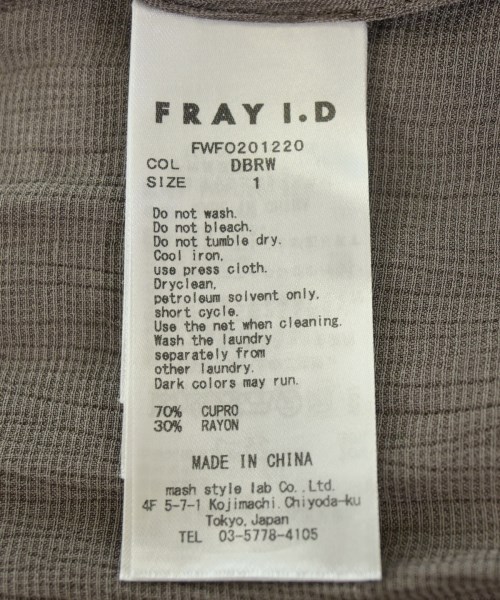 FRAY I.D
FWFO201220
COL DBRW
SIZE 1
Do not wash.
Do not bleach.
Do not tumble dry.
Cool iron,
use press cloth.
Dryclean,
petroleum solvent only,
short cycle.
Use the net when cleaning.
Wash the laundry
separately from
other laundry.
Dark colors may run.
70% CUPRO
30% RAYON
MADE IN CHINA
mash style lab Co.,Ltd.
4F 5-7-1 Kojimachi,Chiyoda-ku
Tokyo,Japan
TEL 03-5778-4105